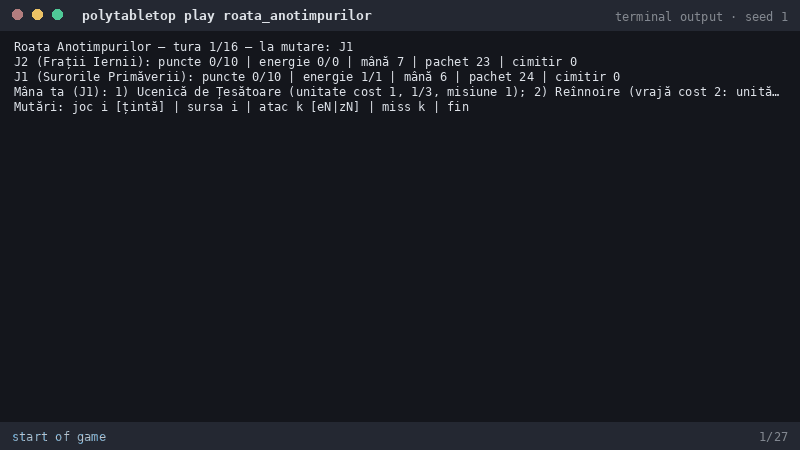 polytabletop play roata_anotimpurilor
terminal output · seed 1
Roata Anotimpurilor — tura 1/16 — la mutare: J1
J2 (Frații Iernii): puncte 0/10 | energie 0/0 | mână 7 | pachet 23 | cimitir 0
J1 (Surorile Primăverii): puncte 0/10 | energie 1/1 | mână 6 | pachet 24 | cimitir 0
Mâna ta (J1): 1) Ucenică de Țesătoare (unitate cost 1, 1/3, misiune 1); 2) Reînnoire (vrajă cost 2: unită…
Mutări: joc i [țintă] | sursa i | atac k [eN|zN] | miss k | fin
start of game
1/27